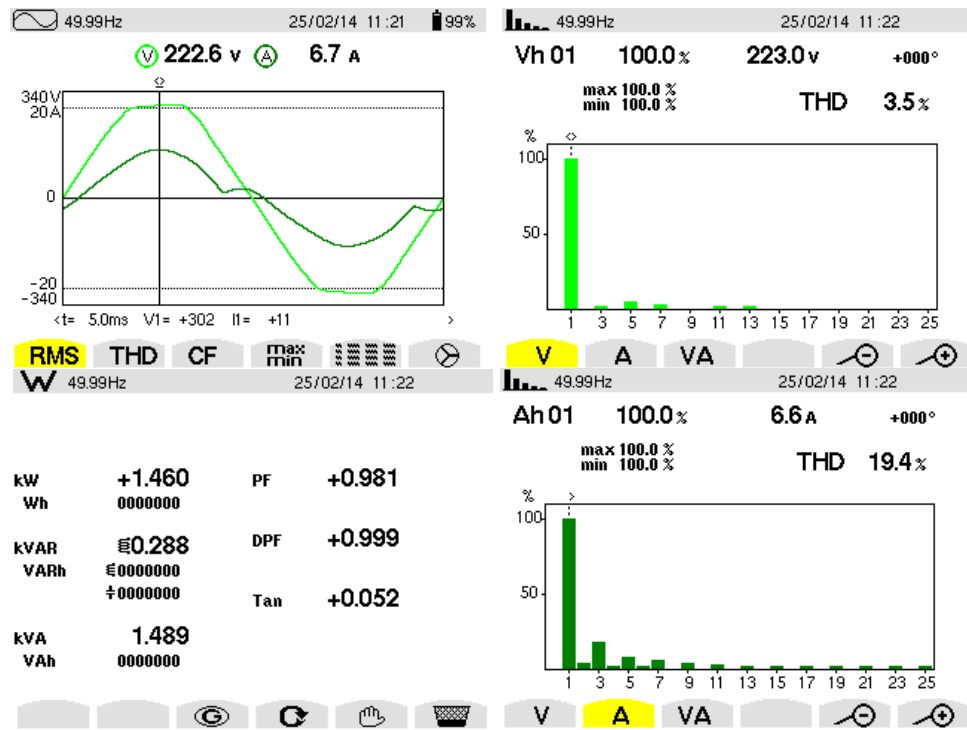 49.99Hz 25/02/14 11:21 99%
V 222.6 V A 6.7 A
340 V
20 A
0
-20
-340
<t= 5.0ms V1= +302 I1= +11 >
RMS THD CF max min
49.99Hz 25/02/14 11:22
Vh 01 100.0 % 223.0 V +000°
max 100.0 %
min 100.0 %
THD 3.5 %
%
100
50
1 3 5 7 9 11 13 15 17 19 21 23 25
V A VA
W 49.99Hz 25/02/14 11:22
kW +1.460 PF +0.981
Wh 0000000
kVAR 0.288 DPF +0.999
VARh 0000000
0000000
Tan +0.052
kVA 1.489
VAh 0000000
G
49.99Hz 25/02/14 11:22
Ah 01 100.0 % 6.6 A +000°
max 100.0 %
min 100.0 %
THD 19.4 %
%
100
50
1 3 5 7 9 11 13 15 17 19 21 23 25
V A VA